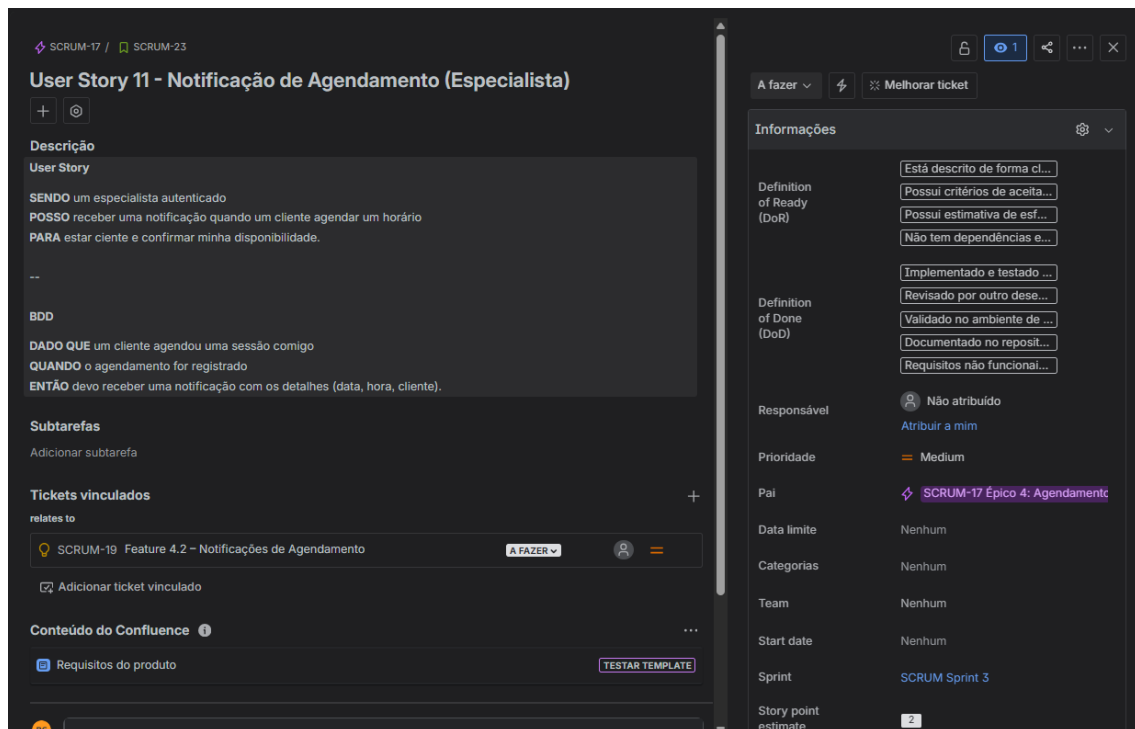 SCRUM-17 / SCRUM-23
User Story 11 - Notificação de Agendamento (Especialista)
Descrição
User Story
SENDO um especialista autenticado
POSSO receber uma notificação quando um cliente agendar um horário
PARA estar ciente e confirmar minha disponibilidade.
--
BDD
DADO QUE um cliente agendou uma sessão comigo
QUANDO o agendamento for registrado
ENTÃO devo receber uma notificação com os detalhes (data, hora, cliente).
Subtarefas
Adicionar subtarefa
Tickets vinculados
relates to
SCRUM-19 Feature 4.2 – Notificações de Agendamento A FAZER
Adicionar ticket vinculado
Conteúdo do Confluence
Requisitos do produto TESTAR TEMPLATE
1
A fazer Melhorar ticket
Informações
Definition of Ready (DoR)
Está descrito de forma cl...
Possui critérios de aceita...
Possui estimativa de esf...
Não tem dependências e...
Definition of Done (DoD)
Implementado e testado ...
Revisado por outro dese...
Validado no ambiente de ...
Documentado no reposit...
Requisitos não funcionai...
Responsável Não atribuído
Atribuir a mim
Prioridade Medium
Pai SCRUM-17 Épico 4: Agendamento
Data limite Nenhum
Categorias Nenhum
Team Nenhum
Start date Nenhum
Sprint SCRUM Sprint 3
Story point estimate 2